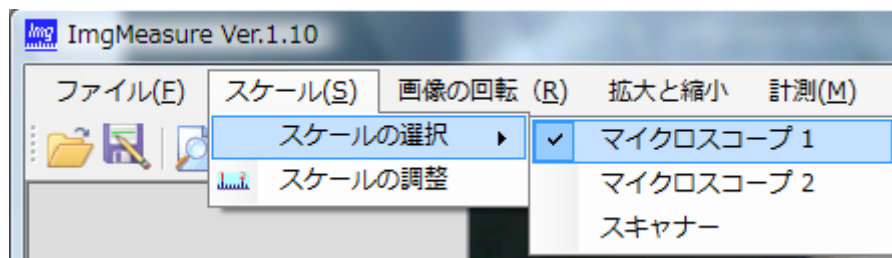 Img ImgMeasure Ver.1.10
ファイル(F) スケール(S) 画像の回転 (R) 拡大と縮小 計測(M)
スケールの選択
スケールの調整
マイクロスコープ 1
マイクロスコープ 2
スキャナー